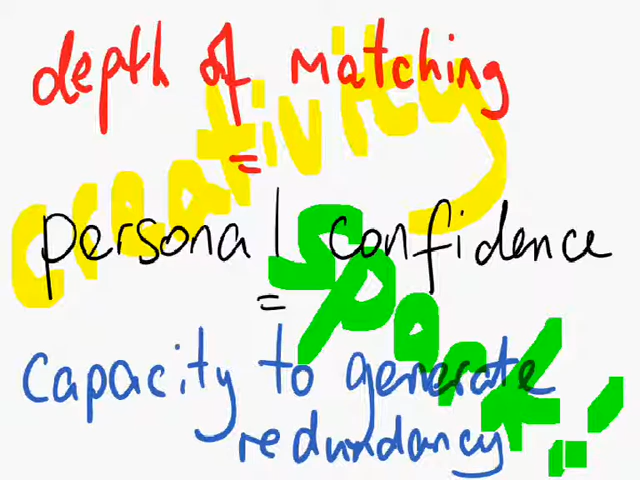 depth of matching
=
personal confidence
=
capacity to generate
redundancy
creativity
spark!